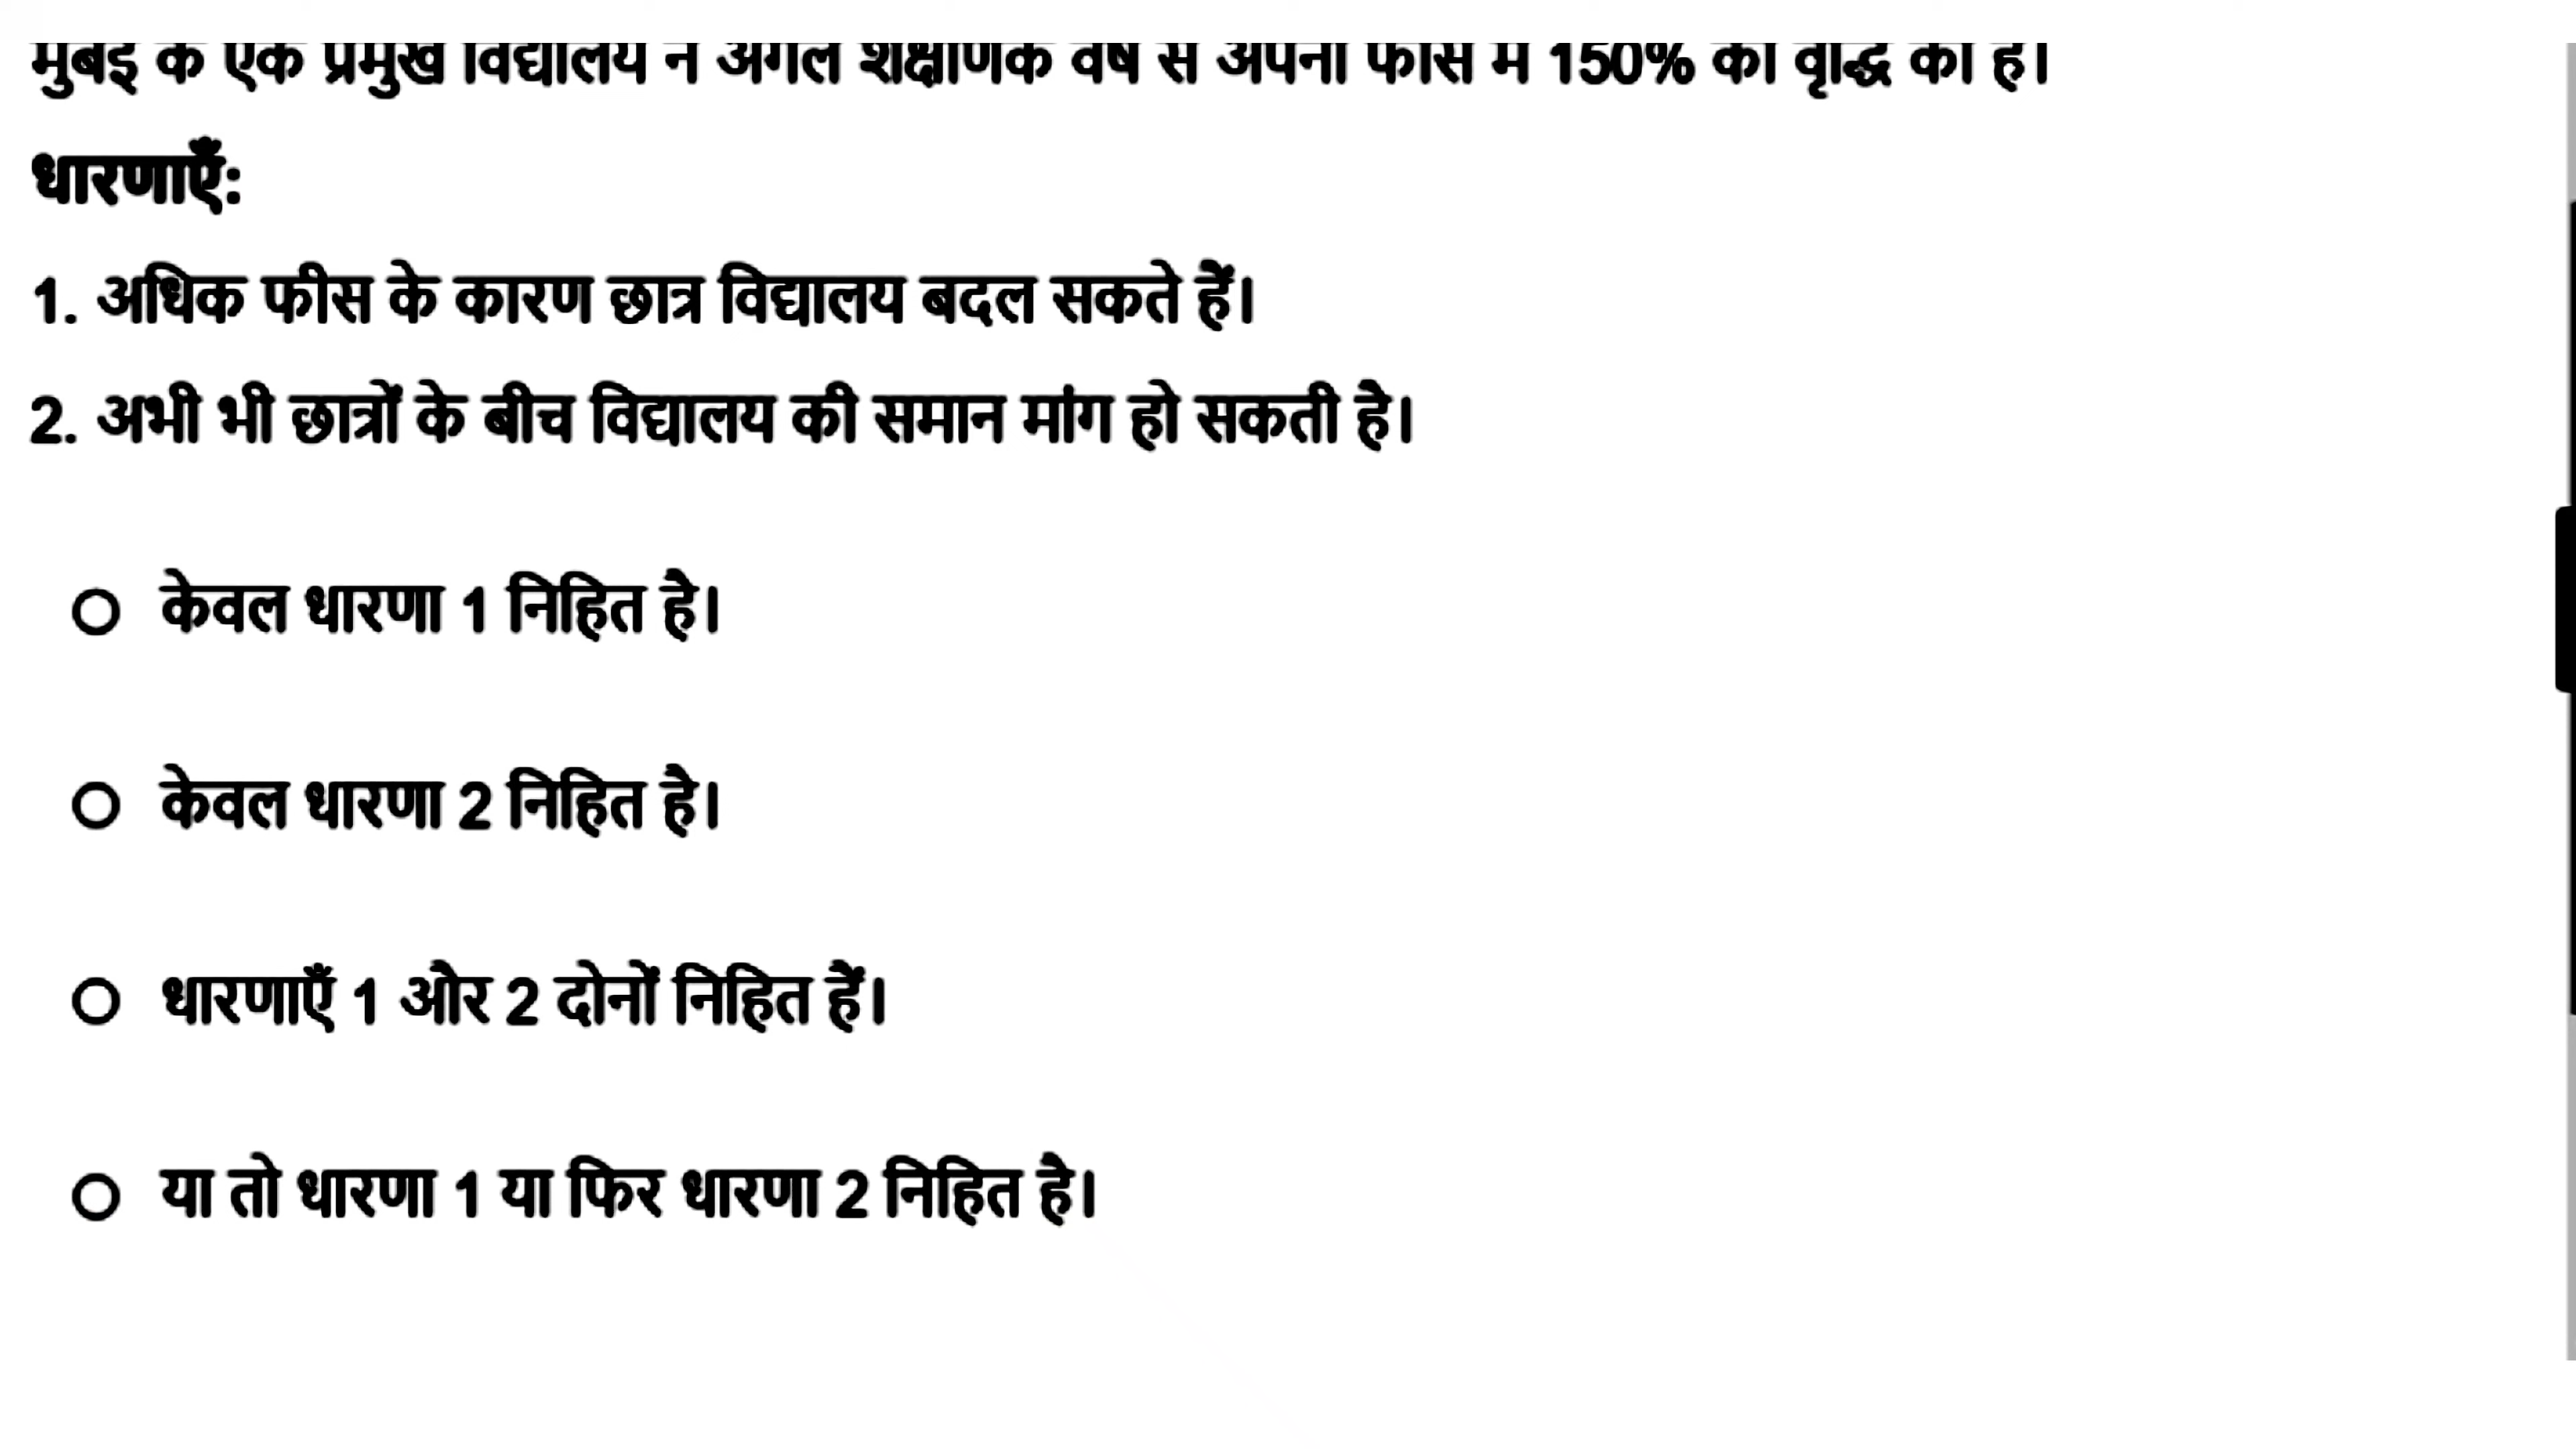 मुंबई के एक प्रमुख विद्यालय ने अगले शैक्षणिक वर्ष से अपनी फीस में 150% की वृद्धि की है।
धारणाएँ:
1. अधिक फीस के कारण छात्र विद्यालय बदल सकते हैं।
2. अभी भी छात्रों के बीच विद्यालय की समान मांग हो सकती है।
केवल धारणा 1 निहित है।
केवल धारणा 2 निहित है।
धारणाएँ 1 और 2 दोनों निहित हैं।
या तो धारणा 1 या फिर धारणा 2 निहित है।